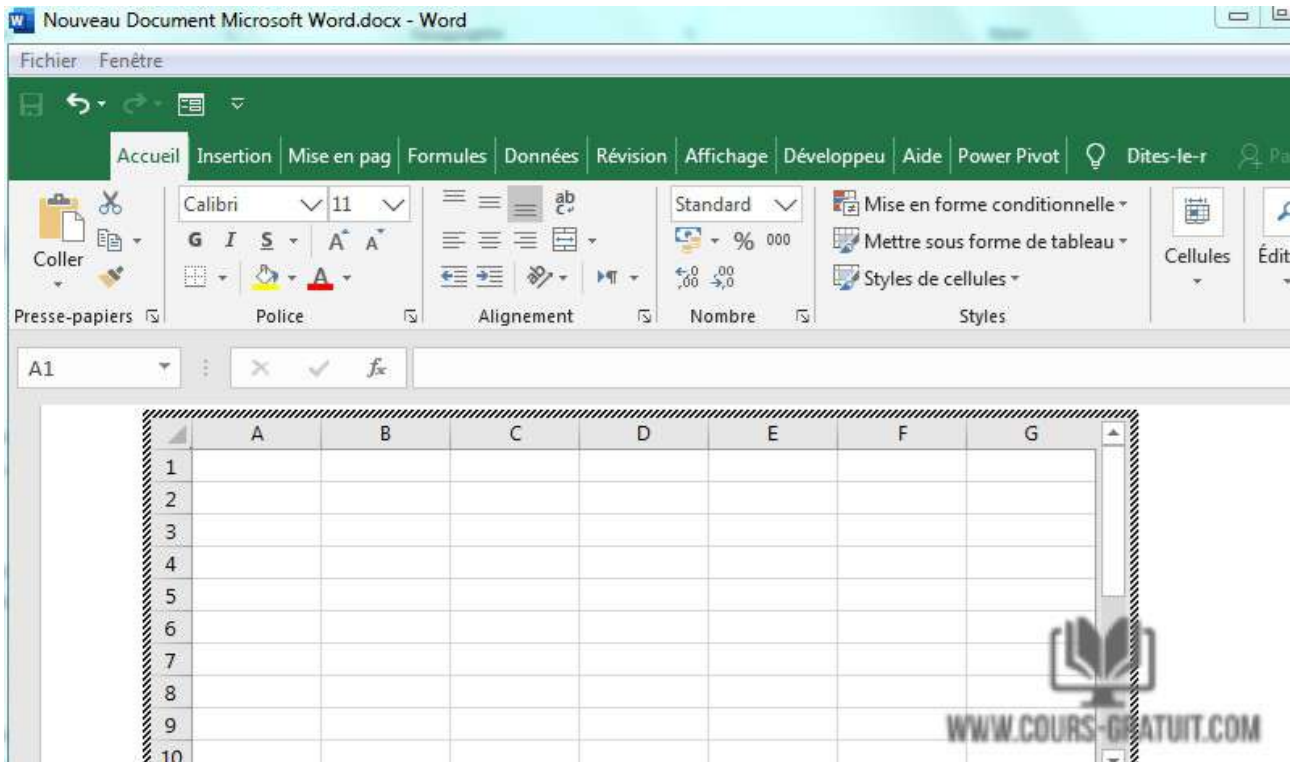 Nouveau Document Microsoft Word.docx - Word
Fichier Fenêtre
Accueil Insertion Mise en pag Formules Données Révision Affichage Développeu Aide Power Pivot Dites-le-r Pa
Calibri 11 ab Standard Mise en forme conditionnelle
Coller G I S A A % 000 Mettre sous forme de tableau Cellules Édit
A Styles de cellules
Presse-papiers Police Alignement Nombre Styles
A1 fx
A B C D E F G
1
2
3
4
5
6
7
8
9
10
WWW.COURS-GRATUIT.COM